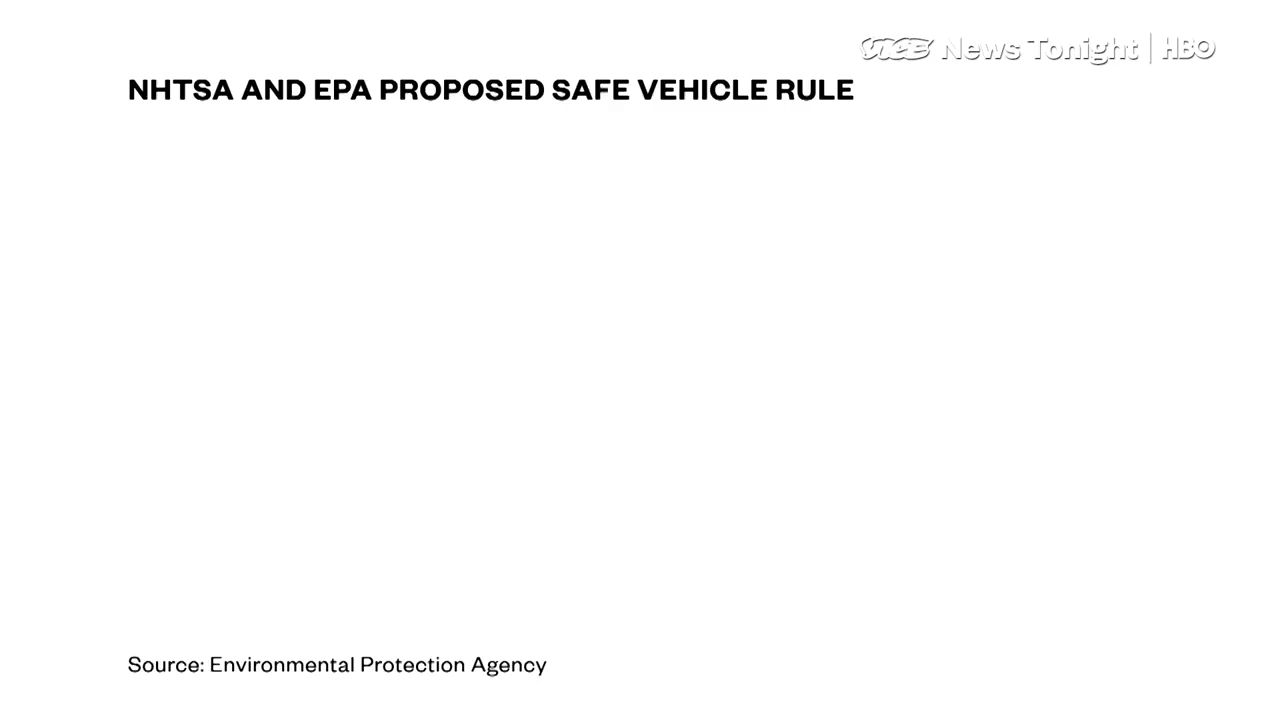 VICE News Tonight | HBO
NHTSA AND EPA PROPOSED SAFE VEHICLE RULE
Source: Environmental Protection Agency